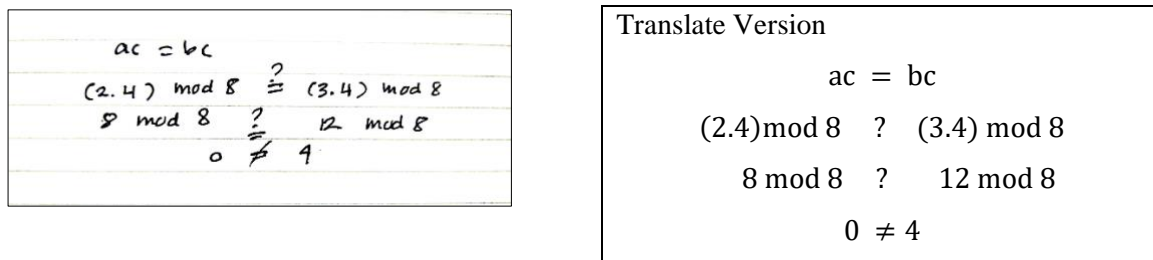 ac = bc
(2.4) mod 8 ≟ (3.4) mod 8
8 mod 8 ≟ 12 mod 8
0 ≠ 4
Translate Version
ac = bc
(2.4)mod 8 ? (3.4) mod 8
8 mod 8 ? 12 mod 8
0 ≠ 4